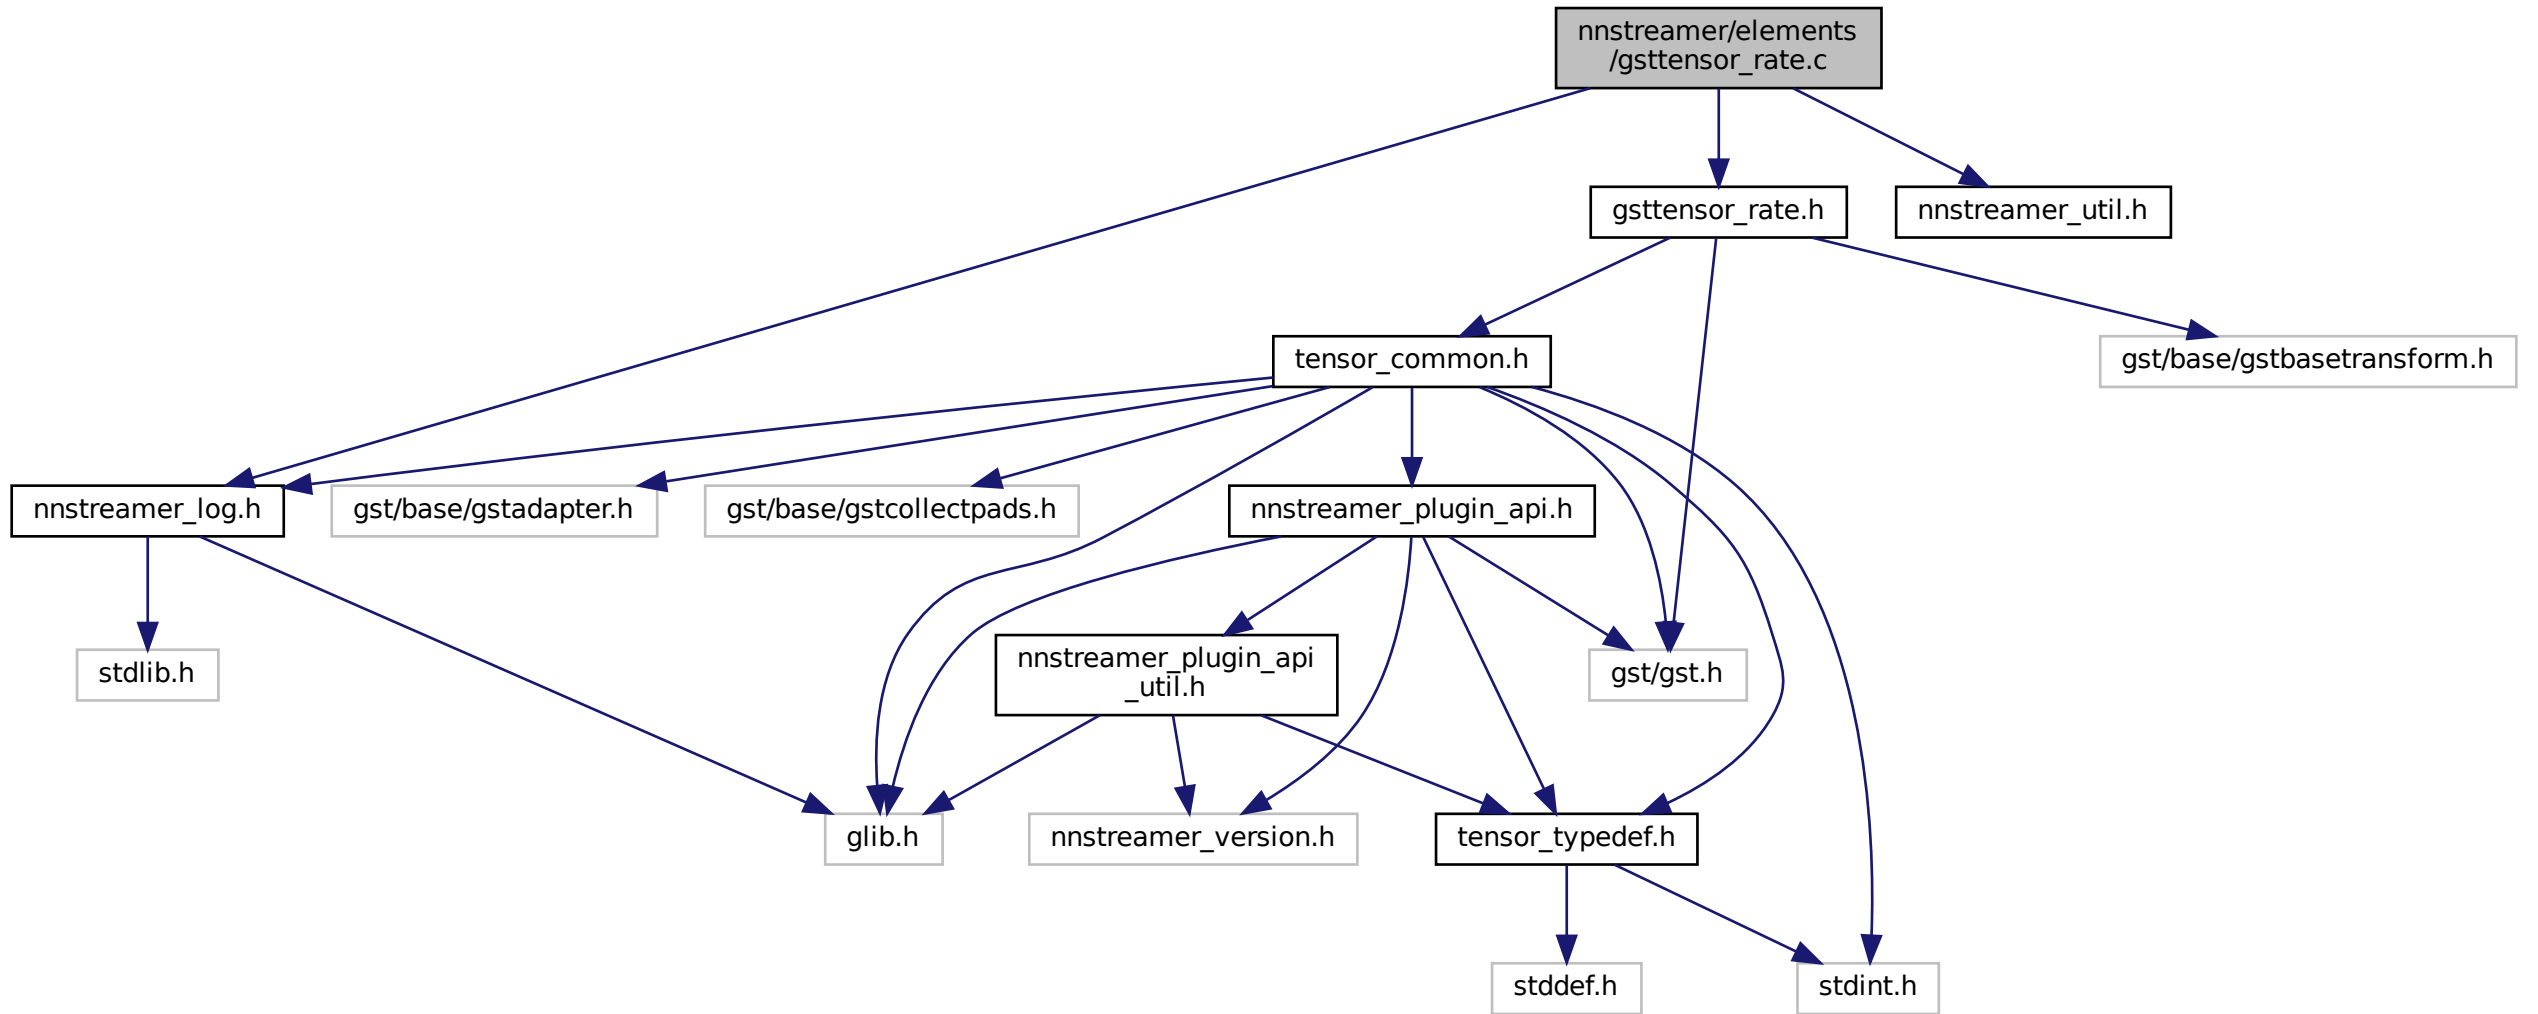 nnstreamer/elements
/gsttensor_rate.c
gsttensor_rate.h
nnstreamer_util.h
tensor_common.h
gst/base/gstbasetransform.h
nnstreamer_log.h
gst/base/gstadapter.h
gst/base/gstcollectpads.h
nnstreamer_plugin_api.h
stdlib.h
nnstreamer_plugin_api
_util.h
gst/gst.h
glib.h
nnstreamer_version.h
tensor_typedef.h
stddef.h
stdint.h